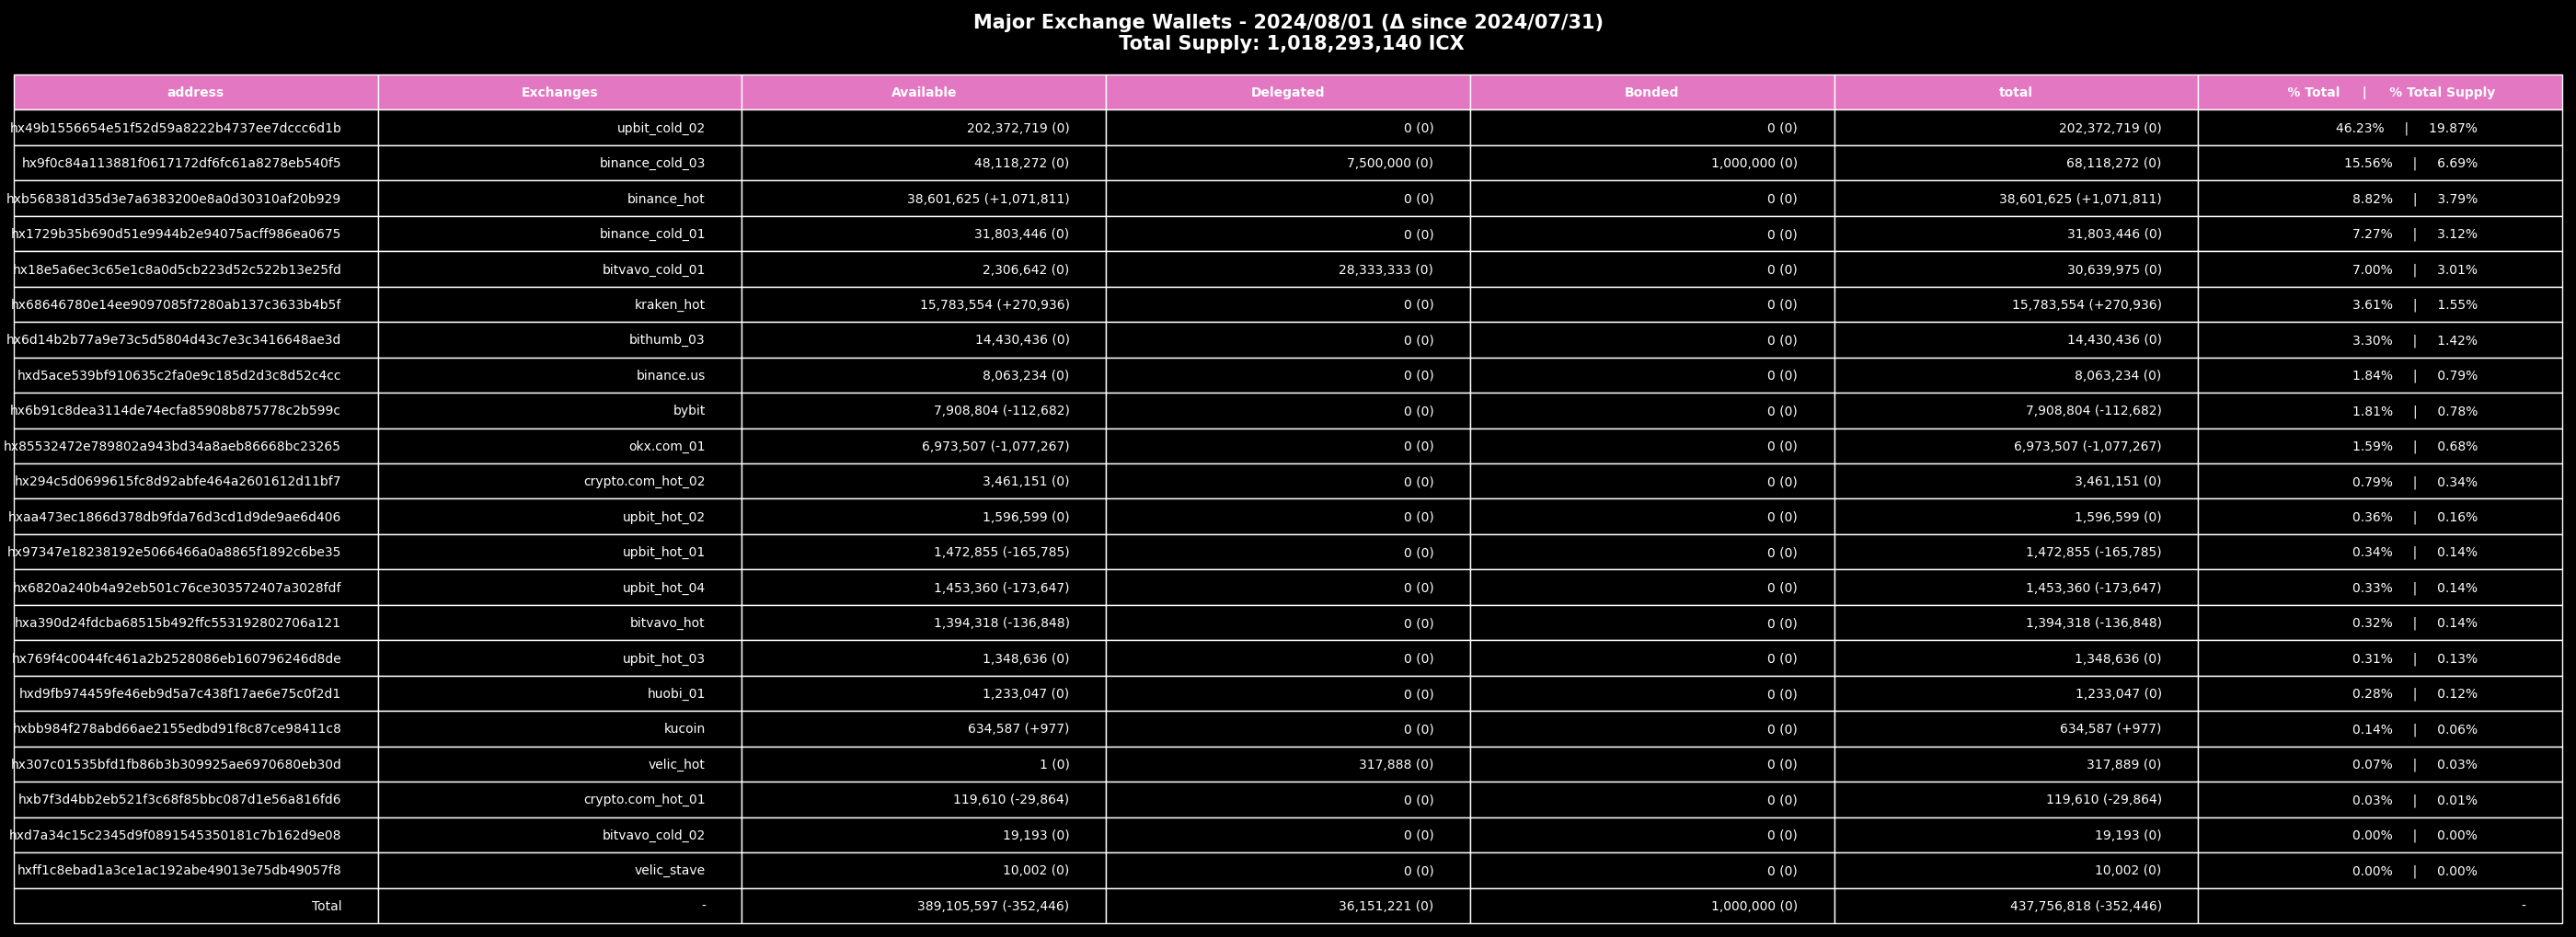 Major Exchange Wallets - 2024/08/01 (Δ since 2024/07/31)
Total Supply: 1,018,293,140 ICX
address Exchanges Available Delegated Bonded total % Total | % Total Supply
hx49b1556654e51f52d59a8222b4737ee7dccc6d1b upbit_cold_02 202,372,719 (0) 0 (0) 0 (0) 202,372,719 (0) 46.23% | 19.87%
hx9f0c84a113881f0617172df6fc61a8278eb540f5 binance_cold_03 48,118,272 (0) 7,500,000 (0) 1,000,000 (0) 68,118,272 (0) 15.56% | 6.69%
hxb568381d35d3e7a6383200e8a0d30310af20b929 binance_hot 38,601,625 (+1,071,811) 0 (0) 0 (0) 38,601,625 (+1,071,811) 8.82% | 3.79%
hx1729b35b690d51e9944b2e94075acff986ea0675 binance_cold_01 31,803,446 (0) 0 (0) 0 (0) 31,803,446 (0) 7.27% | 3.12%
hx18e5a6ec3c65e1c8a0d5cb223d52c522b13e25fd bitvavo_cold_01 2,306,642 (0) 28,333,333 (0) 0 (0) 30,639,975 (0) 7.00% | 3.01%
hx68646780e14ee9097085f7280ab137c3633b4b5f kraken_hot 15,783,554 (+270,936) 0 (0) 0 (0) 15,783,554 (+270,936) 3.61% | 1.55%
hx6d14b2b77a9e73c5d5804d43c7e3c3416648ae3d bithumb_03 14,430,436 (0) 0 (0) 0 (0) 14,430,436 (0) 3.30% | 1.42%
hxd5ace539bf910635c2fa0e9c185d2d3c8d52c4cc binance.us 8,063,234 (0) 0 (0) 0 (0) 8,063,234 (0) 1.84% | 0.79%
hx6b91c8dea3114de74ecfa85908b875778c2b599c bybit 7,908,804 (-112,682) 0 (0) 0 (0) 7,908,804 (-112,682) 1.81% | 0.78%
hx85532472e789802a943bd34a8aeb86668bc23265 okx.com_01 6,973,507 (-1,077,267) 0 (0) 0 (0) 6,973,507 (-1,077,267) 1.59% | 0.68%
hx294c5d0699615fc8d92abfe464a2601612d11bf7 crypto.com_hot_02 3,461,151 (0) 0 (0) 0 (0) 3,461,151 (0) 0.79% | 0.34%
hxaa473ec1866d378db9fda76d3cd1d9de9ae6d406 upbit_hot_02 1,596,599 (0) 0 (0) 0 (0) 1,596,599 (0) 0.36% | 0.16%
hx97347e18238192e5066466a0a8865f1892c6be35 upbit_hot_01 1,472,855 (-165,785) 0 (0) 0 (0) 1,472,855 (-165,785) 0.34% | 0.14%
hx6820a240b4a92eb501c76ce303572407a3028fdf upbit_hot_04 1,453,360 (-173,647) 0 (0) 0 (0) 1,453,360 (-173,647) 0.33% | 0.14%
hxa390d24fdcba68515b492ffc553192802706a121 bitvavo_hot 1,394,318 (-136,848) 0 (0) 0 (0) 1,394,318 (-136,848) 0.32% | 0.14%
hx769f4c0044fc461a2b2528086eb160796246d8de upbit_hot_03 1,348,636 (0) 0 (0) 0 (0) 1,348,636 (0) 0.31% | 0.13%
hxd9fb974459fe46eb9d5a7c438f17ae6e75c0f2d1 huobi_01 1,233,047 (0) 0 (0) 0 (0) 1,233,047 (0) 0.28% | 0.12%
hxbb984f278abd66ae2155edbd91f8c87ce98411c8 kucoin 634,587 (+977) 0 (0) 0 (0) 634,587 (+977) 0.14% | 0.06%
hx307c01535bfd1fb86b3b309925ae6970680eb30d velic_hot 1 (0) 317,888 (0) 0 (0) 317,889 (0) 0.07% | 0.03%
hxb7f3d4bb2eb521f3c68f85bbc087d1e56a816fd6 crypto.com_hot_01 119,610 (-29,864) 0 (0) 0 (0) 119,610 (-29,864) 0.03% | 0.01%
hxd7a34c15c2345d9f0891545350181c7b162d9e08 bitvavo_cold_02 19,193 (0) 0 (0) 0 (0) 19,193 (0) 0.00% | 0.00%
hxff1c8ebad1a3ce1ac192abe49013e75db49057f8 velic_stave 10,002 (0) 0 (0) 0 (0) 10,002 (0) 0.00% | 0.00%
Total - 389,105,597 (-352,446) 36,151,221 (0) 1,000,000 (0) 437,756,818 (-352,446) -